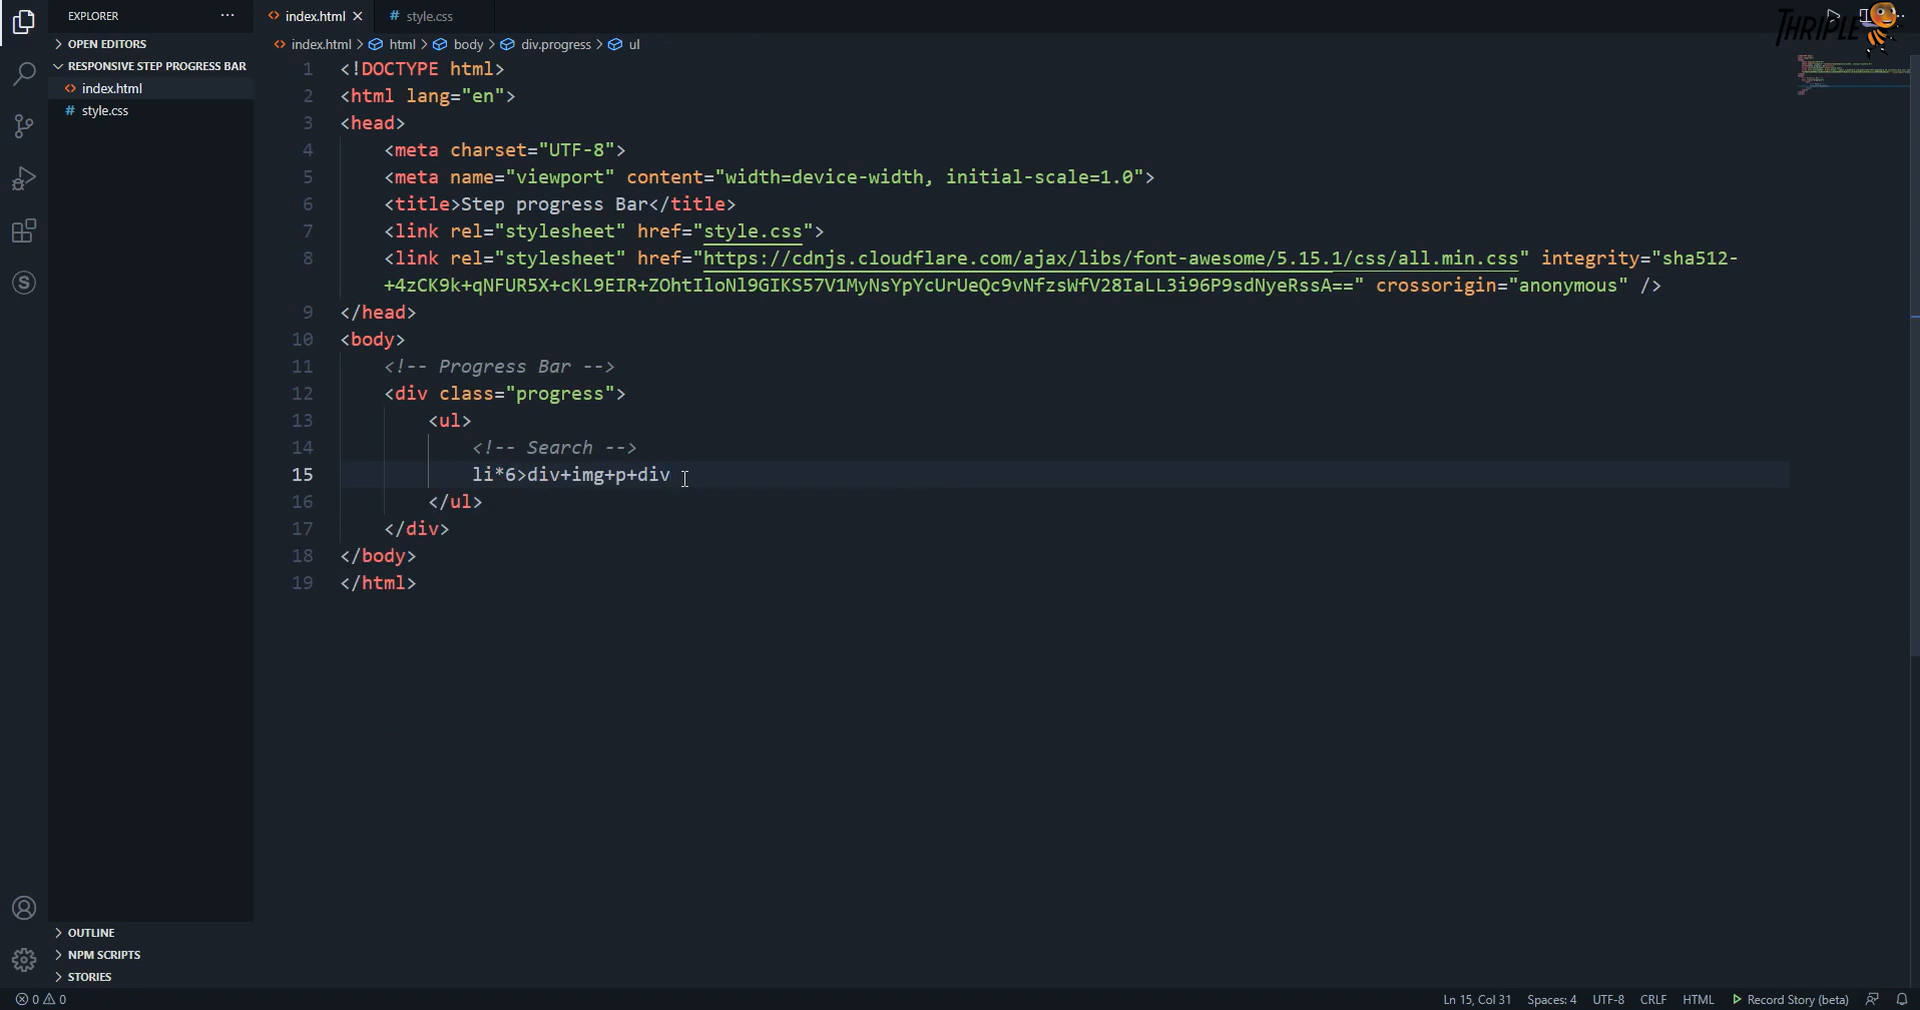 EXPLORER
···
OPEN EDITORS
RESPONSIVE STEP PROGRESS BAR
index.html
style.css
OUTLINE
NPM SCRIPTS
STORIES
index.html
style.css
THRIPLE
index.html > html > body > div.progress > ul
1 <!DOCTYPE html>
2 <html lang="en">
3 <head>
4 <meta charset="UTF-8">
5 <meta name="viewport" content="width=device-width, initial-scale=1.0">
6 <title>Step progress Bar</title>
7 <link rel="stylesheet" href="style.css">
8 <link rel="stylesheet" href="https://cdnjs.cloudflare.com/ajax/libs/font-awesome/5.15.1/css/all.min.css" integrity="sha512-
+4zCK9k+qNFUR5X+cKL9EIR+ZOhtIloNl9GIKS57V1MyNsYpYcUrUeQc9vNfzsWfV28IaLL3i96P9sdNyeRssA==" crossorigin="anonymous" />
9 </head>
10 <body>
11 <!-- Progress Bar -->
12 <div class="progress">
13 <ul>
14 <!-- Search -->
15 li*6>div+img+p+div
16 </ul>
17 </div>
18 </body>
19 </html>
0 0
Ln 15, Col 31
Spaces: 4
UTF-8
CRLF
HTML
Record Story (beta)